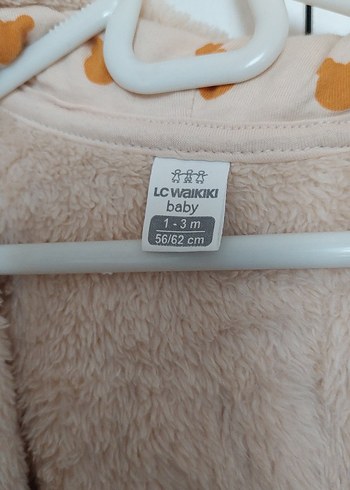 LC WAIKIKI
baby
1 - 3 m
56/62 cm